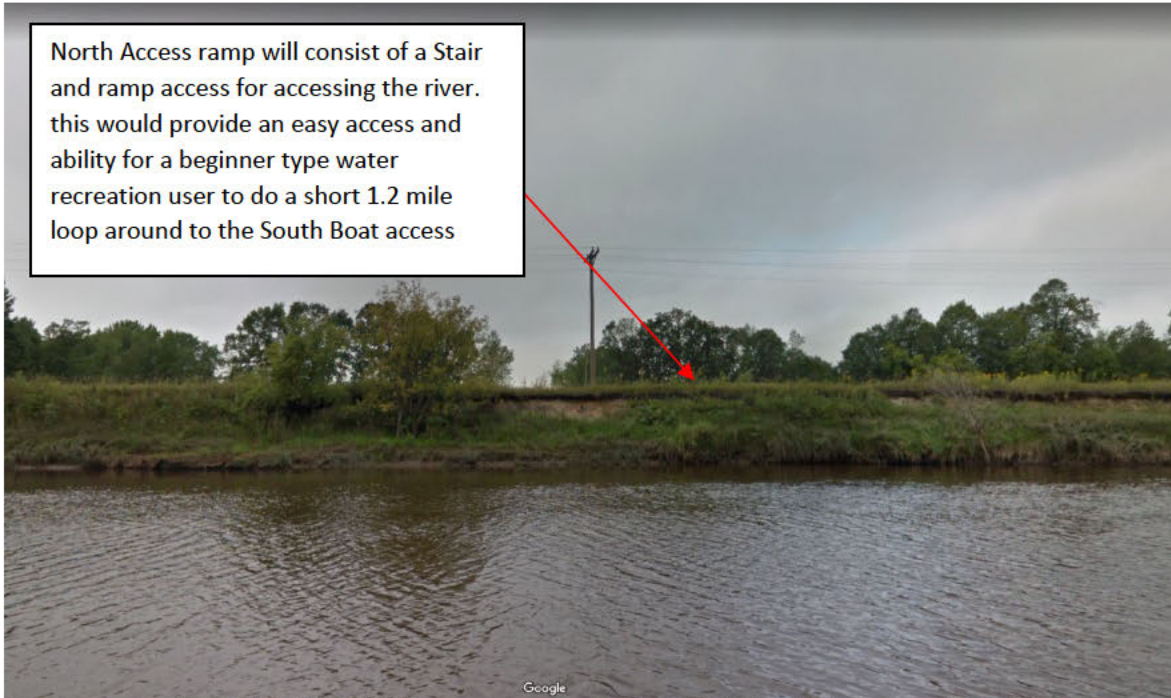 North Access ramp will consist of a Stair
and ramp access for accessing the river.
this would provide an easy access and
ability for a beginner type water
recreation user to do a short 1.2 mile
loop around to the South Boat access
Google